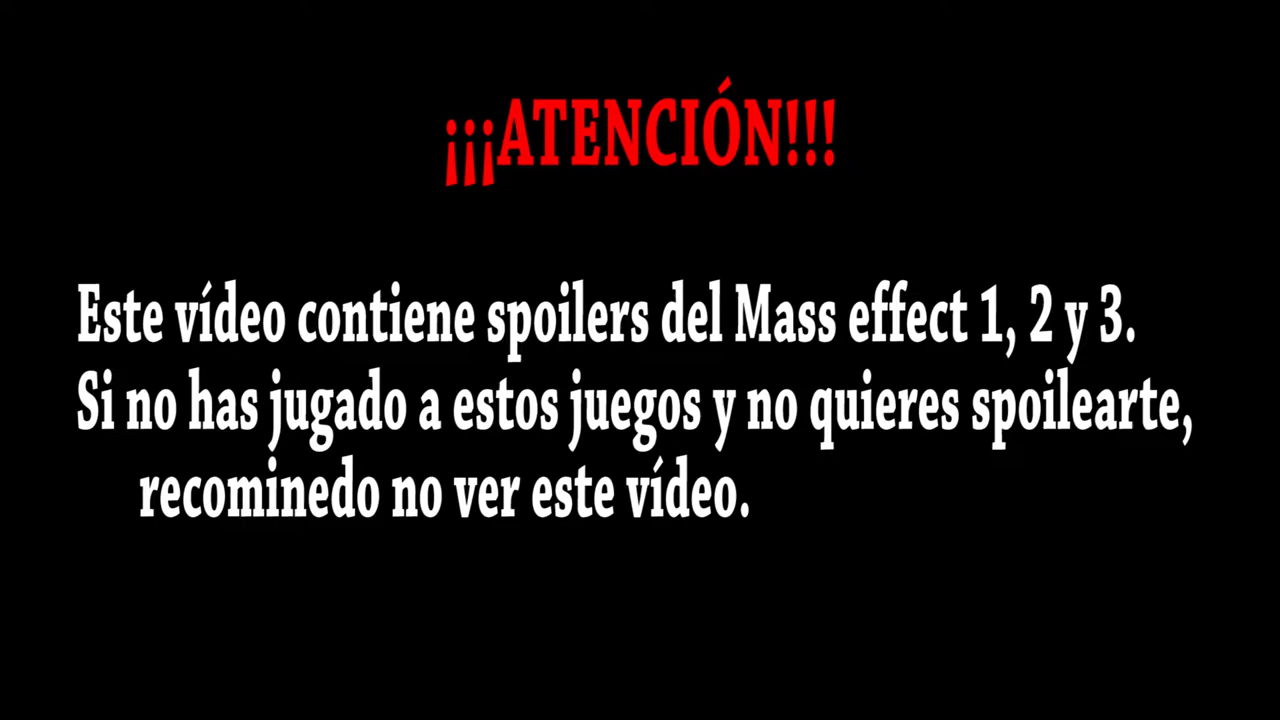 ¡¡¡ATENCIÓN!!!
Este vídeo contiene spoilers del Mass effect 1, 2 y 3.
Si no has jugado a estos juegos y no quieres spoilearte,
recominedo no ver este vídeo.